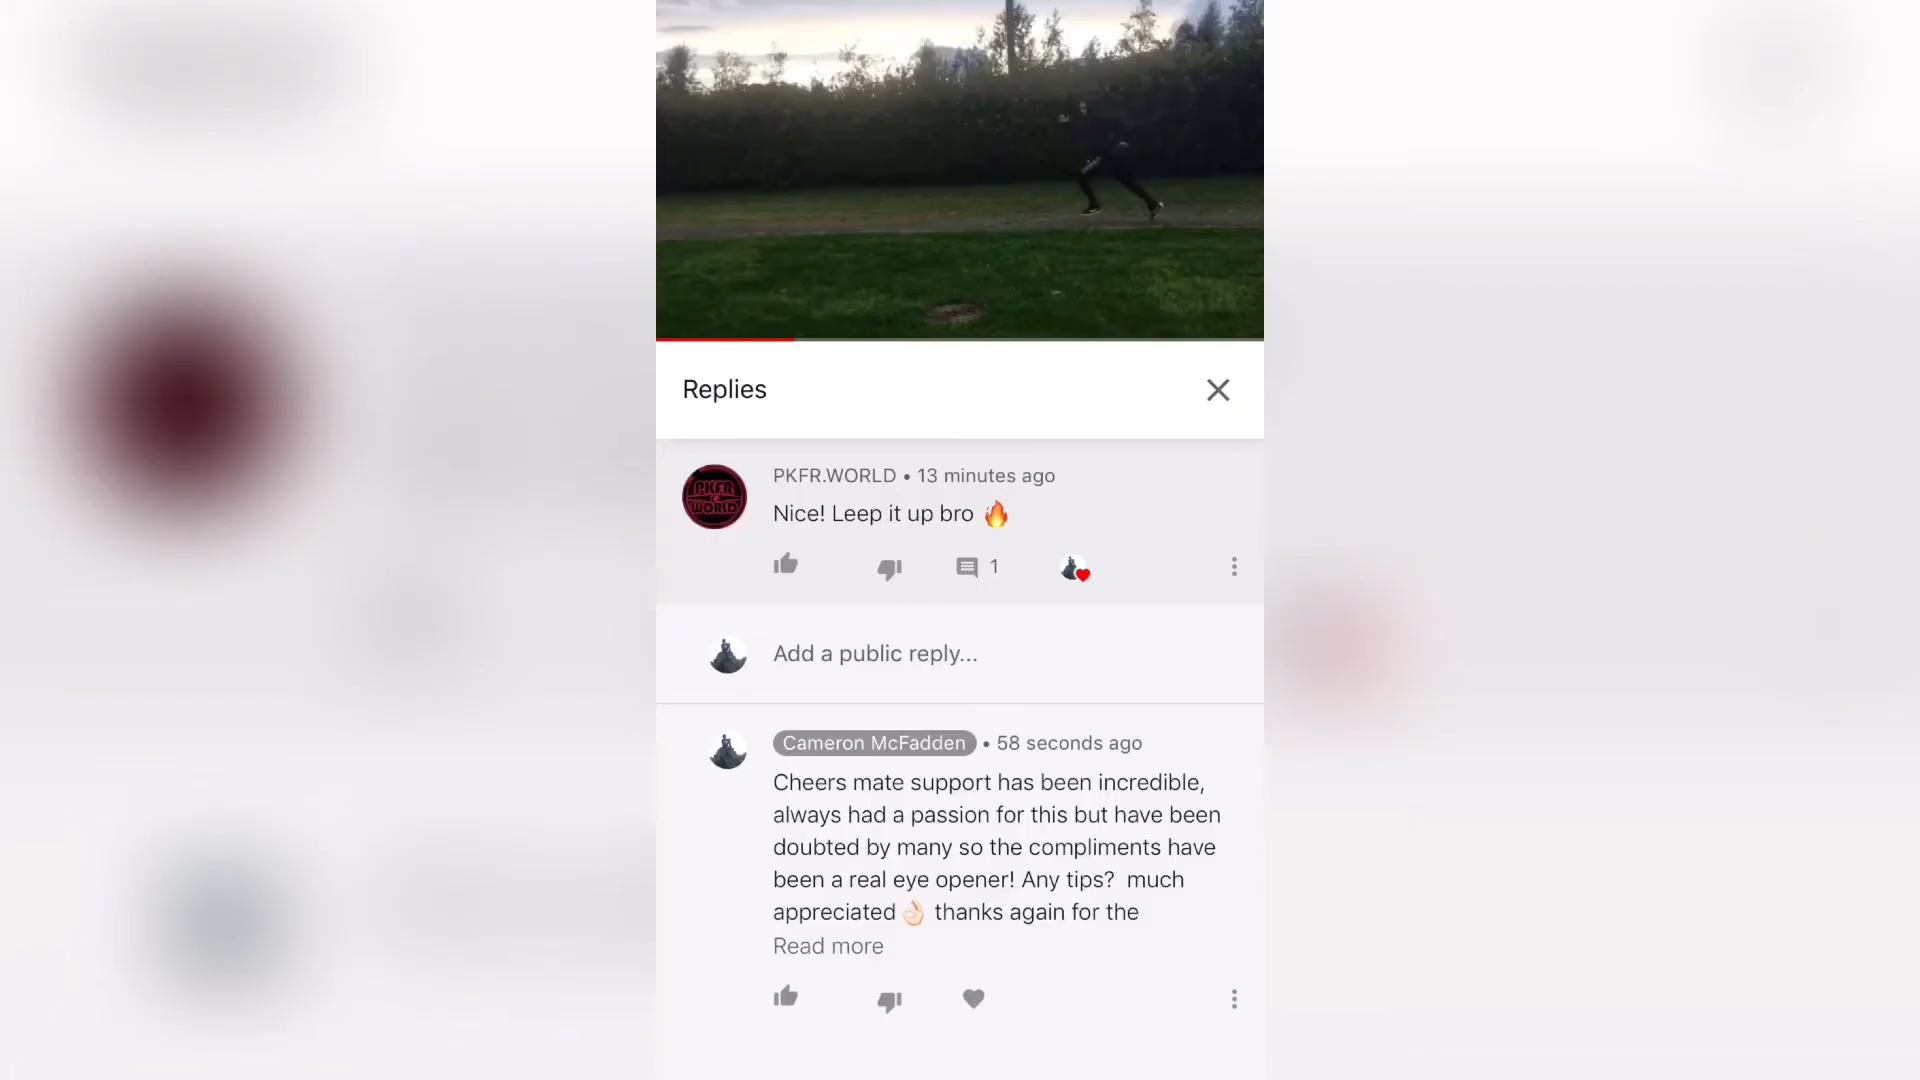 Replies
PKFR
WORLD
PKFR.WORLD • 13 minutes ago
Nice! Leep it up bro 🔥
1
Add a public reply...
Cameron McFadden • 58 seconds ago
Cheers mate support has been incredible,
always had a passion for this but have been
doubted by many so the compliments have
been a real eye opener! Any tips?  much
appreciated👌🏻 thanks again for the
Read more